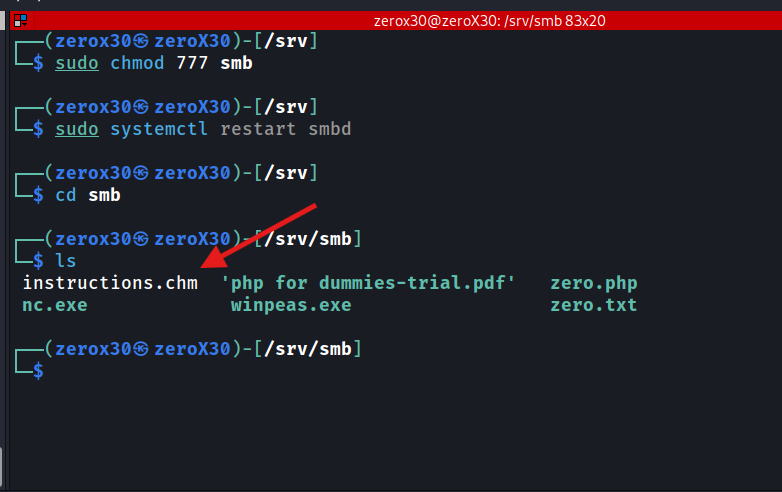 zerox30@zeroX30: /srv/smb 83x20
┌──(zerox30㉿zeroX30)-[/srv]
└─$ sudo chmod 777 smb
┌──(zerox30㉿zeroX30)-[/srv]
└─$ sudo systemctl restart smbd
┌──(zerox30㉿zeroX30)-[/srv]
└─$ cd smb
┌──(zerox30㉿zeroX30)-[/srv/smb]
└─$ ls
instructions.chm 'php for dummies-trial.pdf' zero.php
nc.exe winpeas.exe zero.txt
┌──(zerox30㉿zeroX30)-[/srv/smb]
└─$